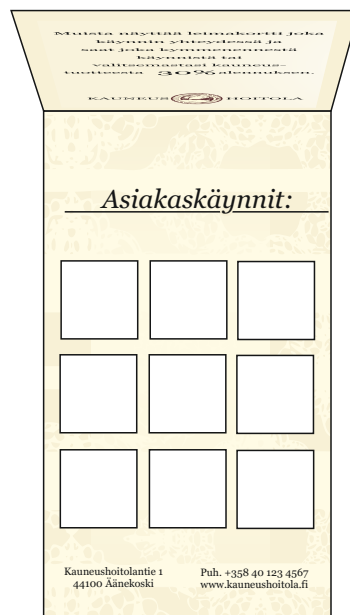 Muista näyttää leimakortti joka
käynnin yhteydessä ja
saat joka kymmenennestä
käynnistä tai
valitsemastasi kauneus-
tuotteesta 30% alennuksen.
KAUNEUS HOITOLA
Asiakaskäynnit:
Kauneushoitolantie 1
44100 Äänekoski
Puh. +358 40 123 4567
www.kauneushoitola.fi